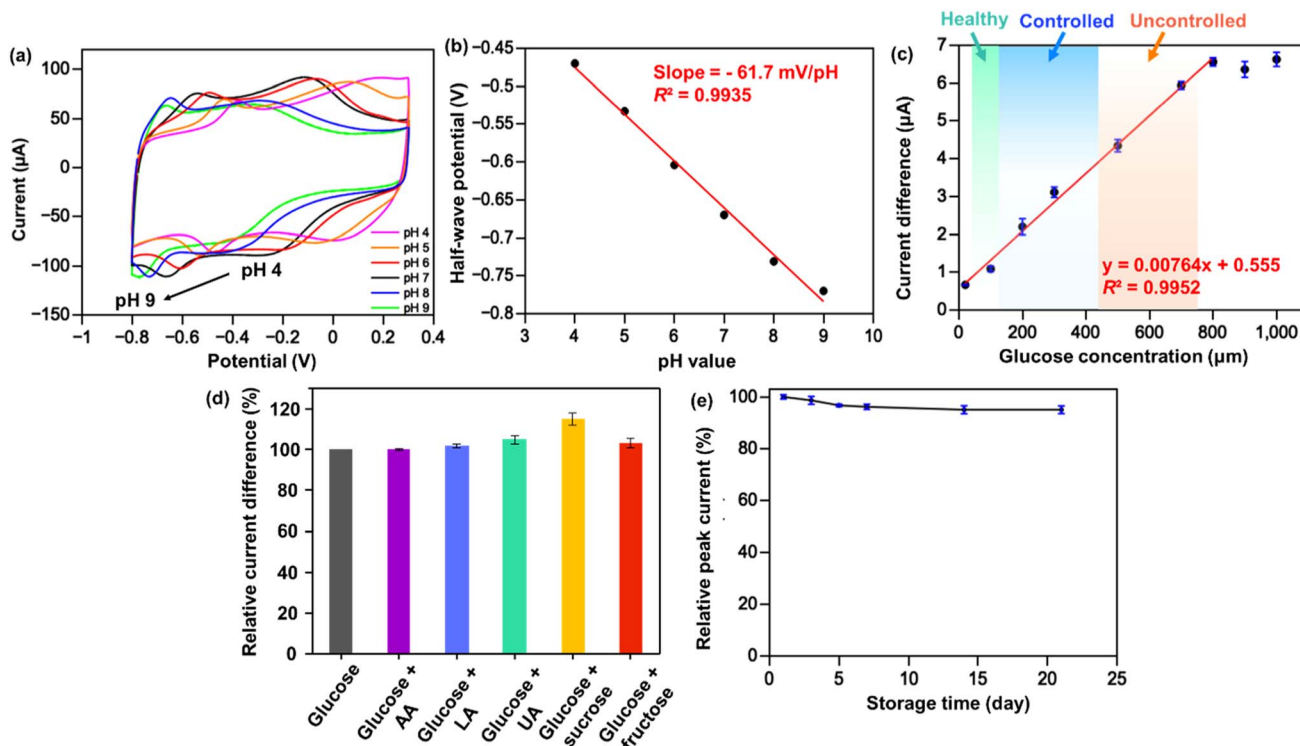 (a)
100
50
0
−50
−100
−150
Current (µA)
pH 4
pH 5
pH 6
pH 7
pH 8
pH 9
pH 4
pH 9
−1
−0.8
−0.6
−0.4
−0.2
0
0.2
0.4
Potential (V)
(b)
−0.45
−0.5
−0.55
−0.6
−0.65
−0.7
−0.75
−0.8
Half-wave potential (V)
Slope = - 61.7 mV/pH
R² = 0.9935
3
4
5
6
7
8
9
10
pH value
Healthy
Controlled
Uncontrolled
(c)
7
6
5
4
3
2
1
0
Current difference (µA)
y = 0.00764x + 0.555
R² = 0.9952
0
200
400
600
800
1,000
Glucose concentration (µm)
(d)
120
100
80
60
40
20
0
Relative current difference (%)
Glucose
Glucose +
AA
Glucose +
LA
Glucose +
UA
Glucose +
sucrose
Glucose +
fructose
(e)
100
80
60
40
20
0
Relative peak current (%)
0
5
10
15
20
25
Storage time (day)